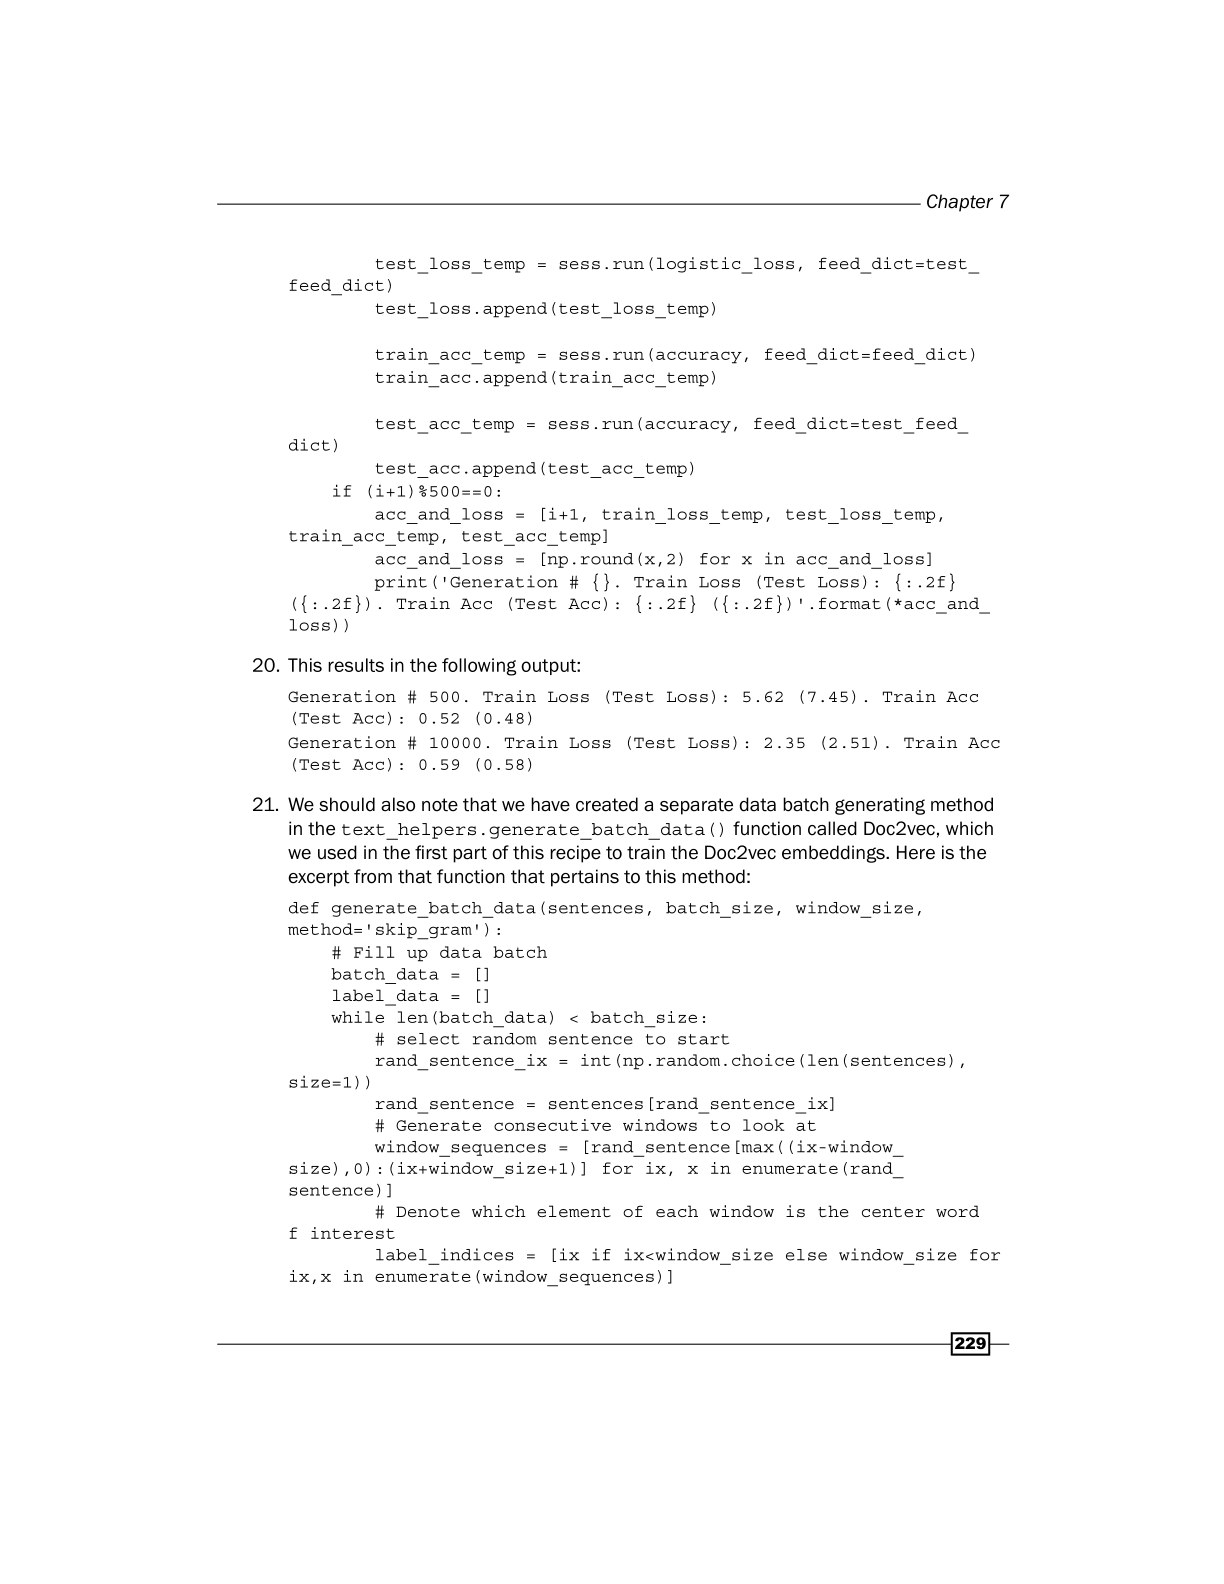 Chapter 7
        test_loss_temp = sess.run(logistic_loss, feed_dict=test_
feed_dict)
        test_loss.append(test_loss_temp)
        train_acc_temp = sess.run(accuracy, feed_dict=feed_dict)
        train_acc.append(train_acc_temp)
        test_acc_temp = sess.run(accuracy, feed_dict=test_feed_
dict)
        test_acc.append(test_acc_temp)
    if (i+1)%500==0:
        acc_and_loss = [i+1, train_loss_temp, test_loss_temp,
train_acc_temp, test_acc_temp]
        acc_and_loss = [np.round(x,2) for x in acc_and_loss]
        print('Generation # {}. Train Loss (Test Loss): {:.2f}
({:.2f}). Train Acc (Test Acc): {:.2f} ({:.2f})'.format(*acc_and_
loss))
20. This results in the following output:
Generation # 500. Train Loss (Test Loss): 5.62 (7.45). Train Acc
(Test Acc): 0.52 (0.48)
Generation # 10000. Train Loss (Test Loss): 2.35 (2.51). Train Acc
(Test Acc): 0.59 (0.58)
21. We should also note that we have created a separate data batch generating method
in the text_helpers.generate_batch_data() function called Doc2vec, which
we used in the first part of this recipe to train the Doc2vec embeddings. Here is the
excerpt from that function that pertains to this method:
def generate_batch_data(sentences, batch_size, window_size,
method='skip_gram'):
    # Fill up data batch
    batch_data = []
    label_data = []
    while len(batch_data) < batch_size:
        # select random sentence to start
        rand_sentence_ix = int(np.random.choice(len(sentences),
size=1))
        rand_sentence = sentences[rand_sentence_ix]
        # Generate consecutive windows to look at
        window_sequences = [rand_sentence[max((ix-window_
size),0):(ix+window_size+1)] for ix, x in enumerate(rand_
sentence)]
        # Denote which element of each window is the center word
f interest
        label_indices = [ix if ix<window_size else window_size for
ix,x in enumerate(window_sequences)]
229